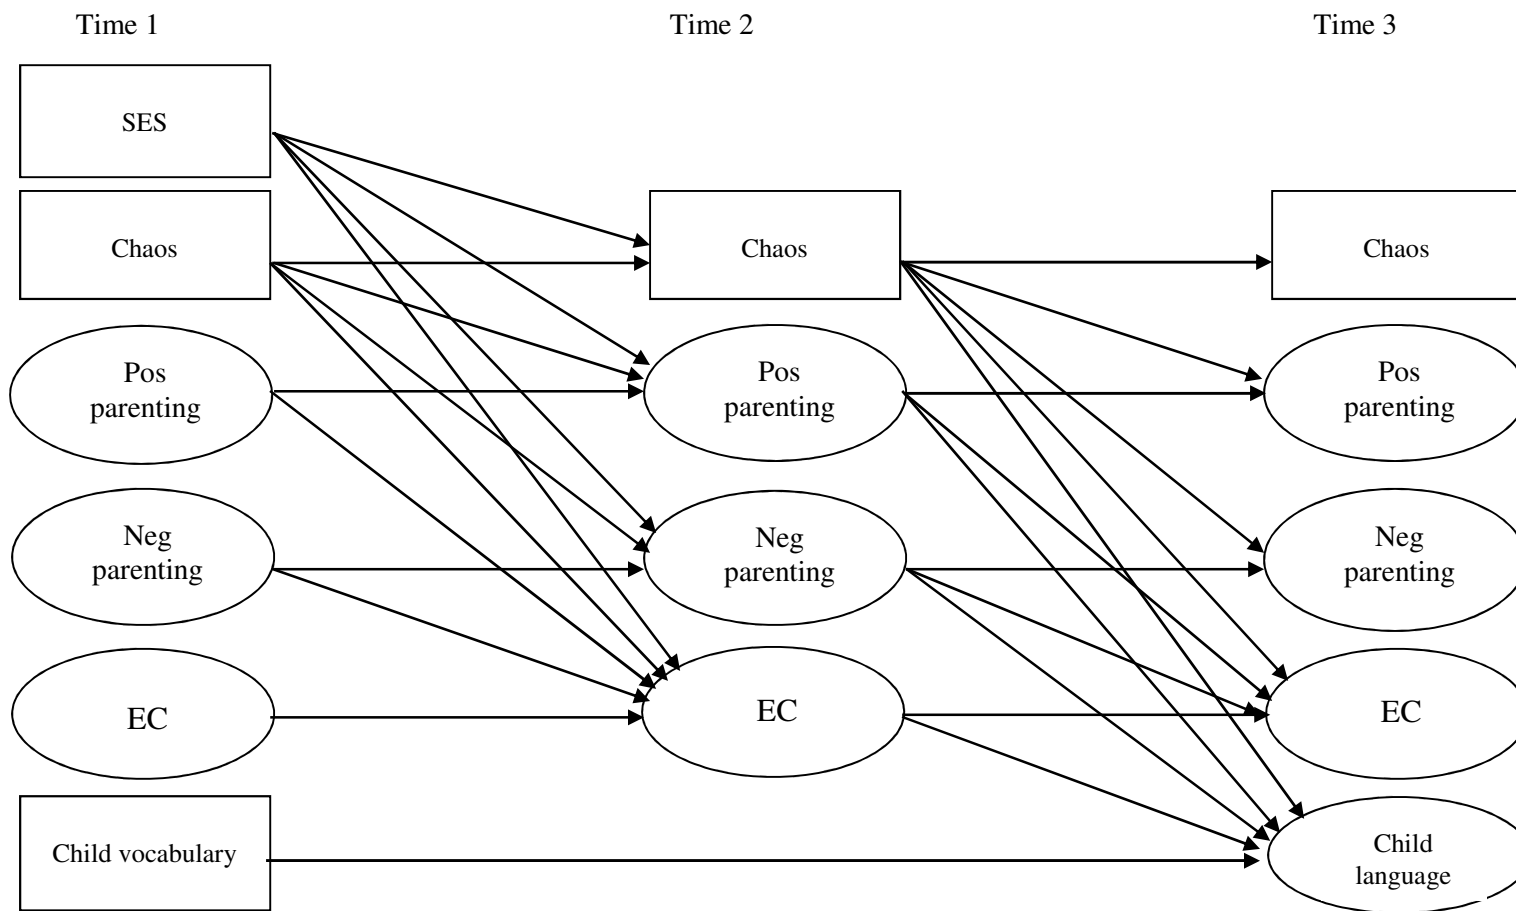 Time 1
Time 2
Time 3
SES
Chaos
Chaos
Chaos
Pos
parenting
Pos
parenting
Pos
parenting
Neg
parenting
Neg
parenting
Neg
parenting
EC
EC
EC
Child vocabulary
Child
language